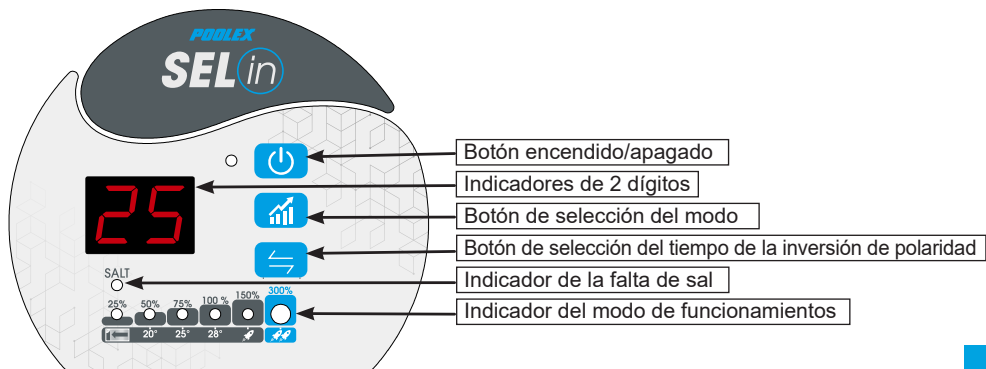 POOLEX
SEL in
Botón encendido/apagado
25
Indicadores de 2 dígitos
Botón de selección del modo
Botón de selección del tiempo de la inversión de polaridad
SALT
Indicador de la falta de sal
25% 50% 75% 100 % 150% 300%
Indicador del modo de funcionamientos
20° 25° 28°